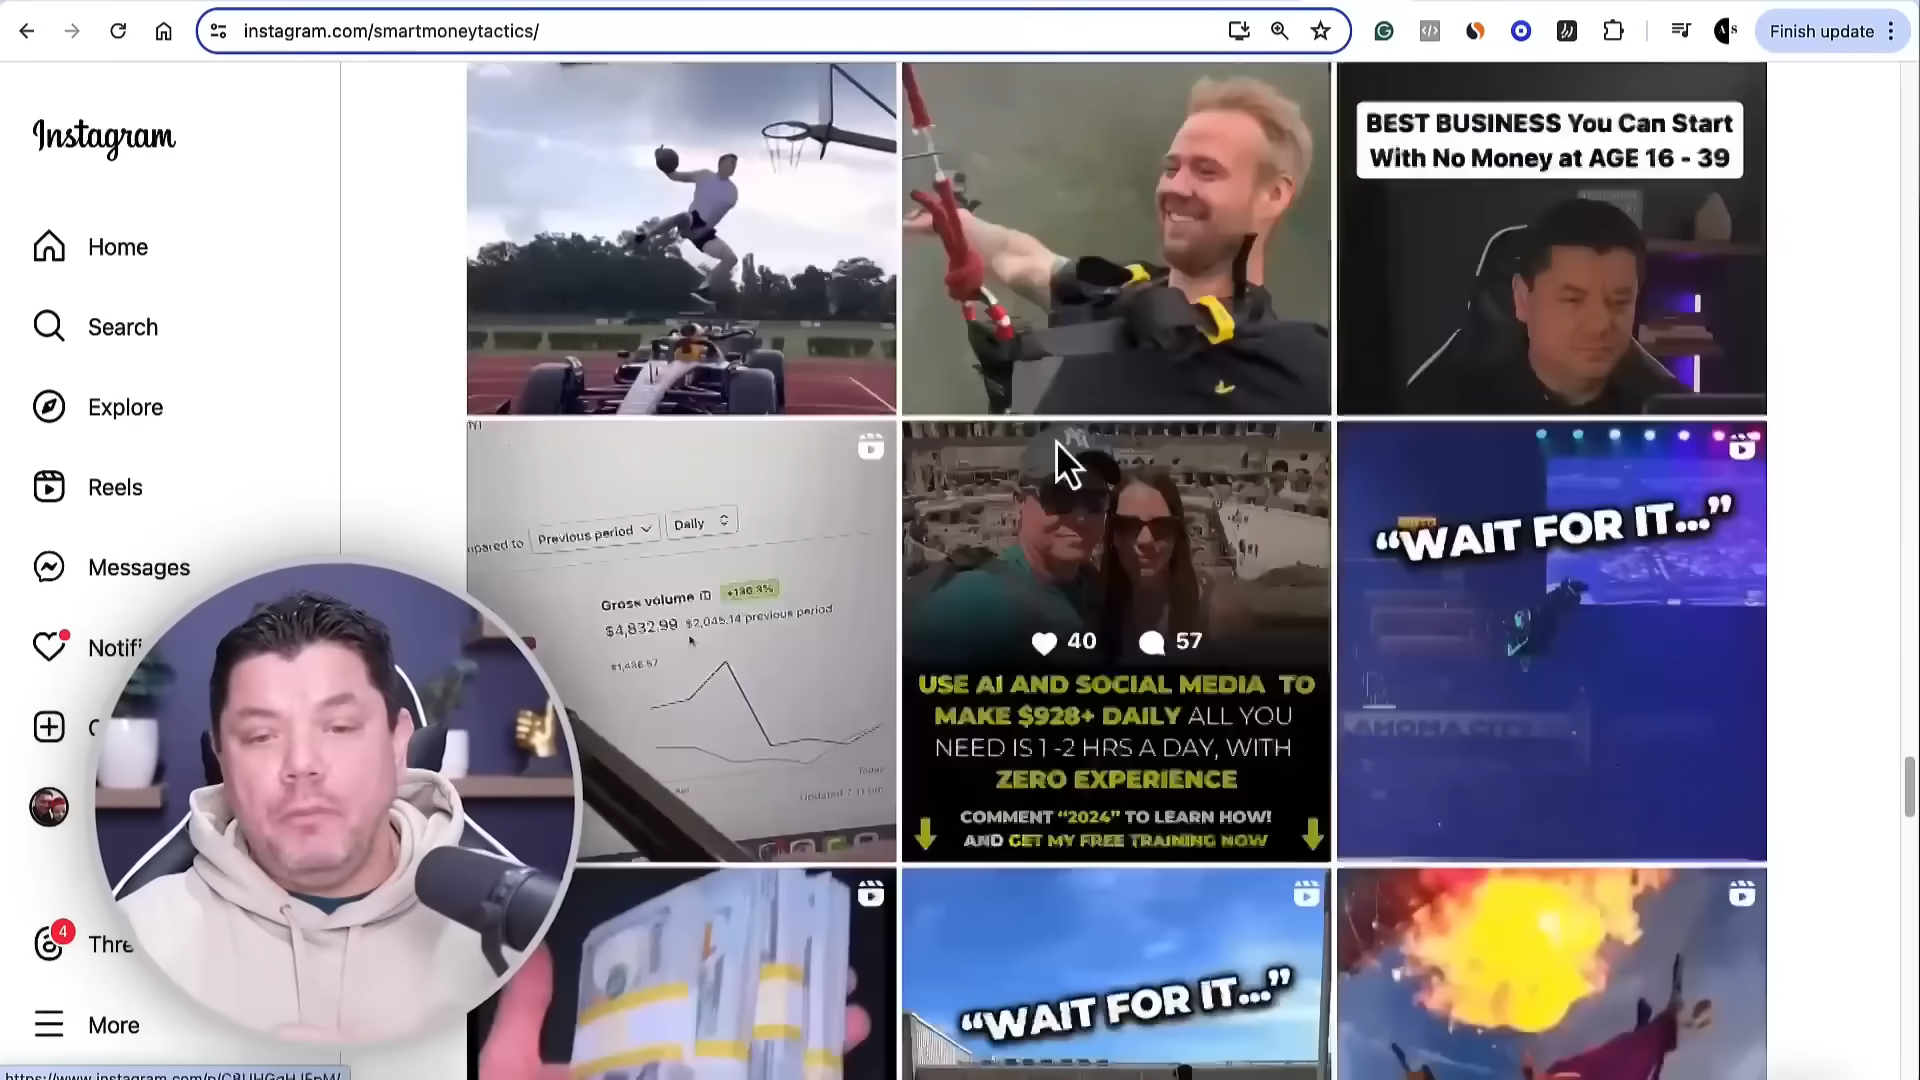 instagram.com/smartmoneytactics/
Finish update
Instagram
Home
Search
Explore
Reels
Messages
Notifi
Thre
4
More
BEST BUSINESS You Can Start
With No Money at AGE 16 - 39
Previous period
Daily
Gross volume
$4,832.99 $2,045.14 previous period
Today
40
57
USE AI AND SOCIAL MEDIA TO
MAKE $928+ DAILY ALL YOU
NEED IS 1 -2 HRS A DAY, WITH
ZERO EXPERIENCE
COMMENT “2024” TO LEARN HOW!
AND GET MY FREE TRAINING NOW
“WAIT FOR IT...”
“WAIT FOR IT...”